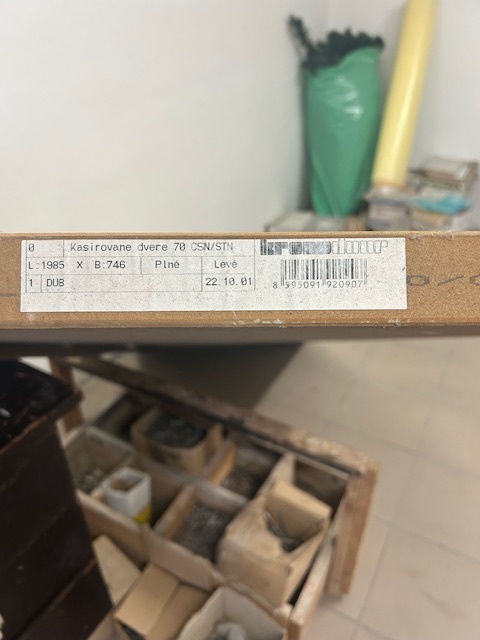 0 Kasirovane dvere 70 CSN/STN
L:1985 X B:746 Plné Levé
1 DUB 22.10.01
8 595091 920907